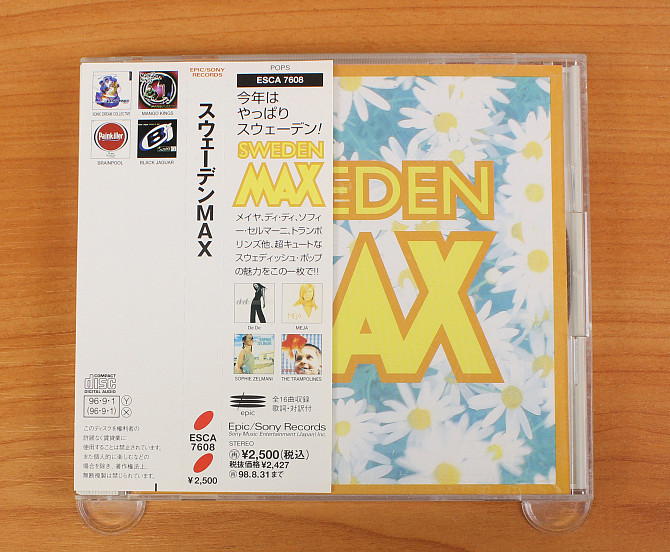 SONIC DREAM COLLECTIVE
MANGO KINGS
Painkiller
BRAINPOOL
BLACK JAGUAR
COMPACT
disc
DIGITAL AUDIO
96・9・1
(96・9・1)
Ⓨ
Ⓧ
このディスクを権利者の
許諾なく賃貸業に
使用することは禁止されています。
また個人的に楽しむなどの
場合を除き、著作権法上、
無断複製は禁じられています。
EPIC/SONY
RECORDS
スウェーデンMAX
ESCA
7608
¥2,500
POPS
ESCA 7608
今年は
やっぱり
スウェーデン!
SWEDEN
MAX
メイヤ、ディ・ディ、ソフィ
ー・セルマーニ、トランポ
リンズ他、超キュートな
スウェディッシュ・ポップ
の魅力をこの一枚で!!
De De
MEJA
MEJA
SOPHIE ZELMANI
SOPHIE ZELMANI
THE TRAMPOLINES
epic
全16曲収録
歌詞・対訳付
Epic/Sony Records
Sony Music Entertainment (Japan) Inc.
STEREO
¥2,500(税込)
税抜価格¥2,427
98.8.31まで
EDEN
AX